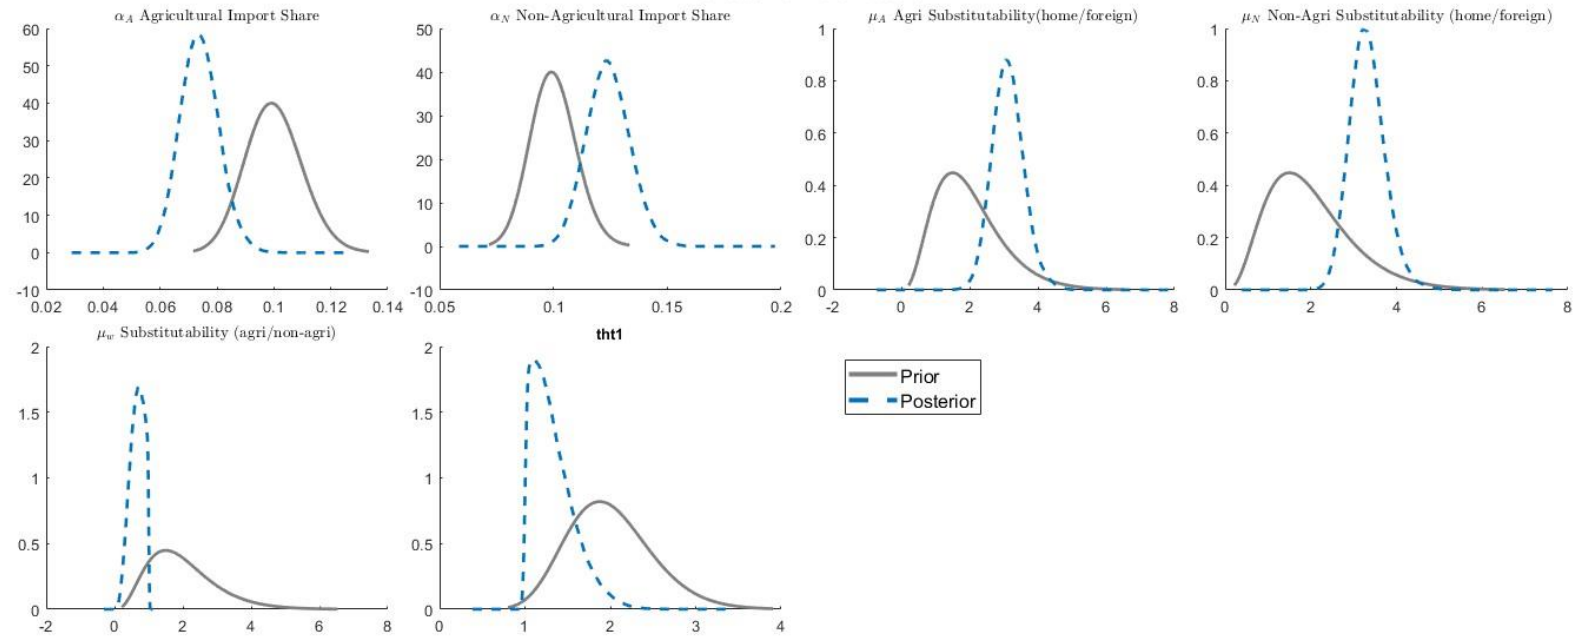 α_A Agricultural Import Share
60
50
40
30
20
10
0
-10
0.02 0.04 0.06 0.08 0.1 0.12 0.14
α_N Non-Agricultural Import Share
50
40
30
20
10
0
-10
0.05 0.1 0.15 0.2
μ_A Agri Substitutability(home/foreign)
1
0.8
0.6
0.4
0.2
0
-2 0 2 4 6 8
μ_N Non-Agri Substitutability (home/foreign)
1
0.8
0.6
0.4
0.2
0
0 2 4 6 8
μ_w Substitutability (agri/non-agri)
2
1.5
1
0.5
0
-2 0 2 4 6 8
tht1
2
1.5
1
0.5
0
0 1 2 3 4
Prior
Posterior